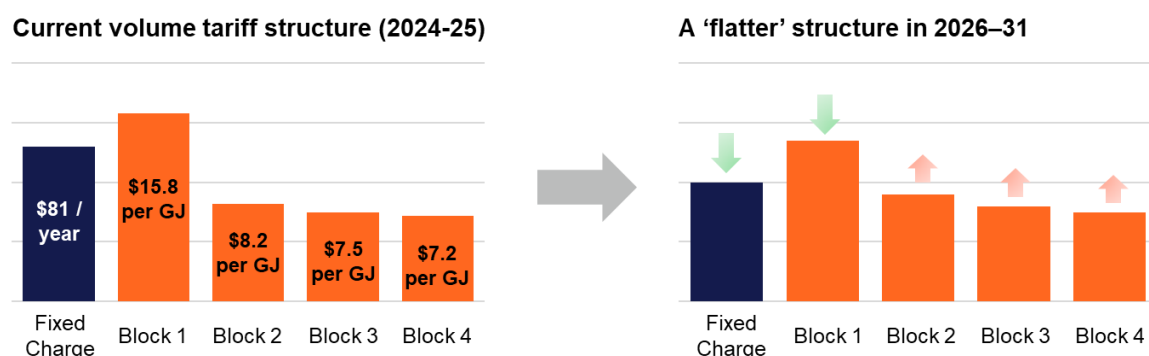 Current volume tariff structure (2024-25)
A ‘flatter’ structure in 2026–31
$81 /
year
$15.8
per GJ
$8.2
per GJ
$7.5
per GJ
$7.2
per GJ
Fixed
Charge
Block 1
Block 2
Block 3
Block 4
Fixed
Charge
Block 1
Block 2
Block 3
Block 4